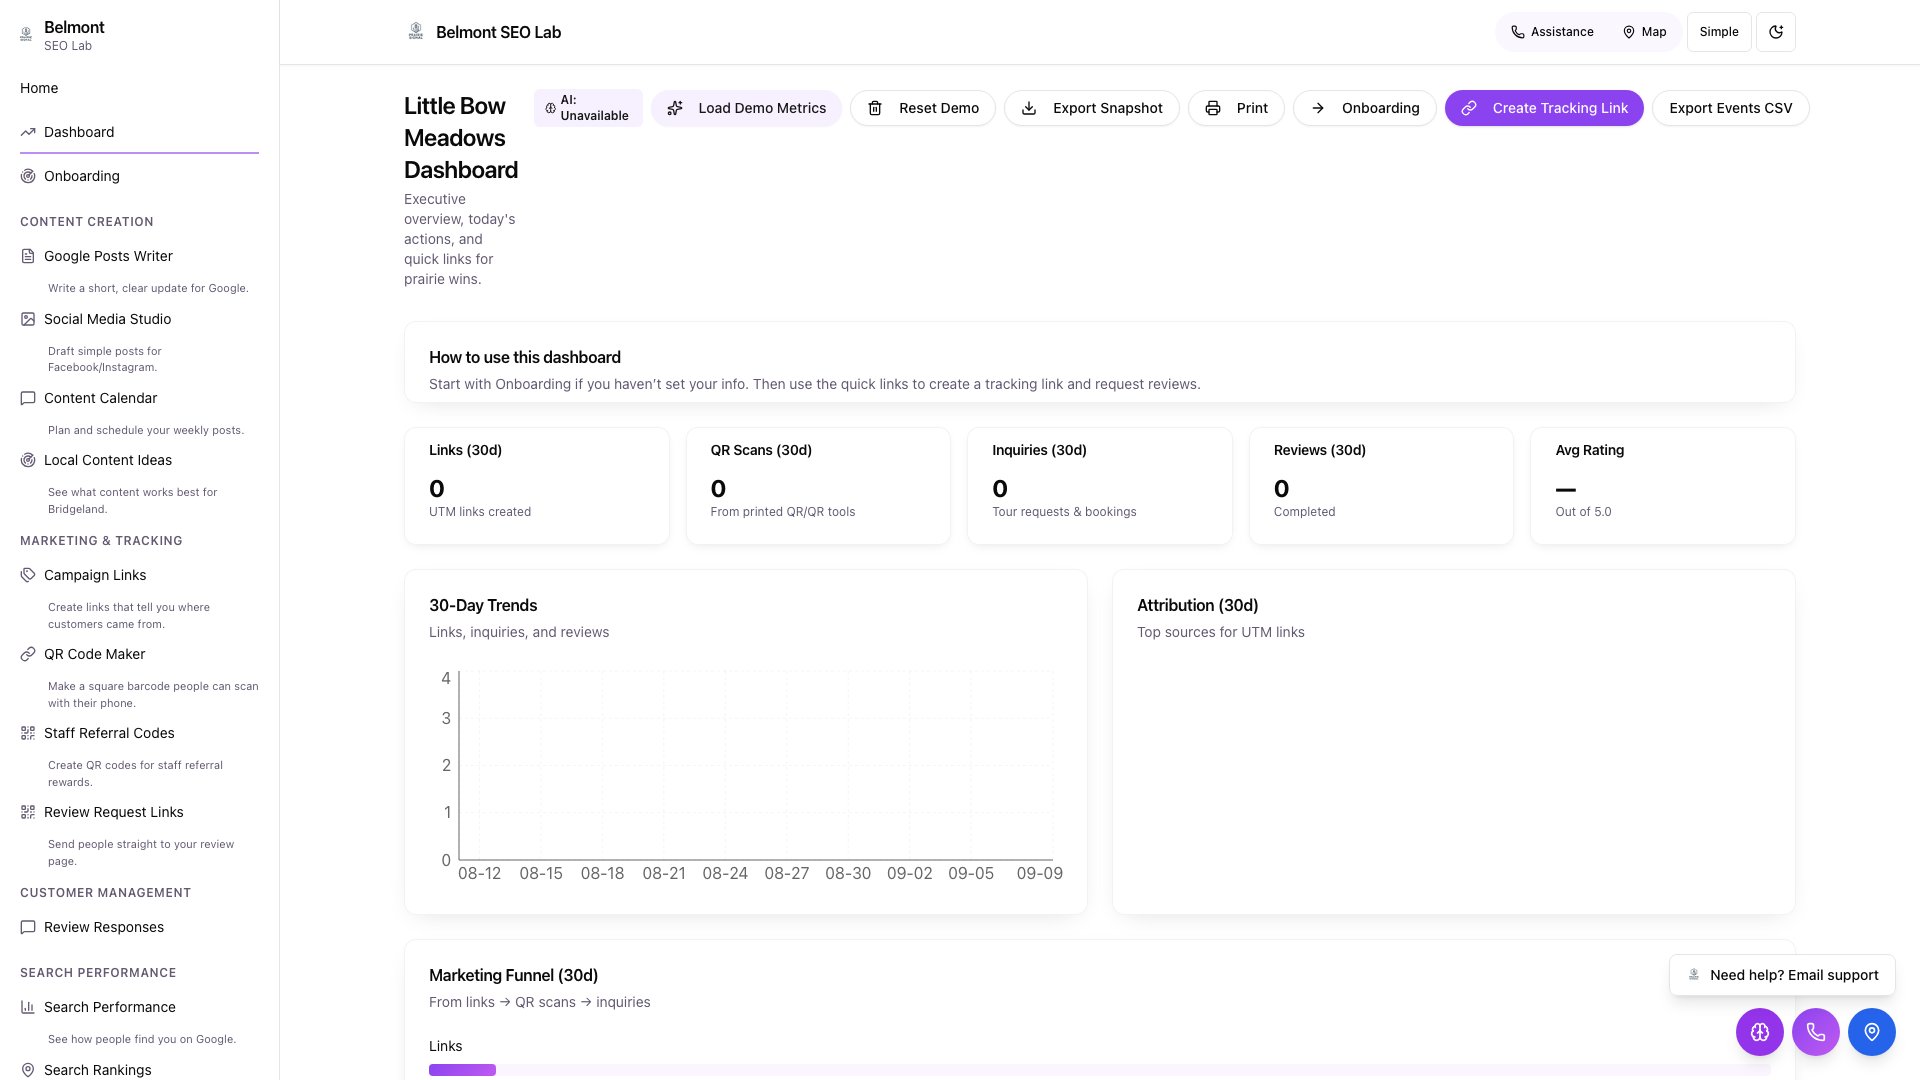 Belmont
SEO Lab
Home
Dashboard
Onboarding
CONTENT CREATION
Google Posts Writer
Write a short, clear update for Google.
Social Media Studio
Draft simple posts for
Facebook/Instagram.
Content Calendar
Plan and schedule your weekly posts.
Local Content Ideas
See what content works best for
Bridgeland.
MARKETING & TRACKING
Campaign Links
Create links that tell you where
customers came from.
QR Code Maker
Make a square barcode people can scan
with their phone.
Staff Referral Codes
Create QR codes for staff referral
rewards.
Review Request Links
Send people straight to your review
page.
CUSTOMER MANAGEMENT
Review Responses
SEARCH PERFORMANCE
Search Performance
See how people find you on Google.
Search Rankings
Belmont SEO Lab
Assistance
Map
Simple
Little Bow
Meadows
Dashboard
Executive
overview, today's
actions, and
quick links for
prairie wins.
AI:
Unavailable
Load Demo Metrics
Reset Demo
Export Snapshot
Print
Onboarding
Create Tracking Link
Export Events CSV
How to use this dashboard
Start with Onboarding if you haven’t set your info. Then use the quick links to create a tracking link and request reviews.
Links (30d)
0
UTM links created
QR Scans (30d)
0
From printed QR/QR tools
Inquiries (30d)
0
Tour requests & bookings
Reviews (30d)
0
Completed
Avg Rating
—
Out of 5.0
30-Day Trends
Links, inquiries, and reviews
4
3
2
1
0
08-12 08-15 08-18 08-21 08-24 08-27 08-30 09-02 09-05 09-09
Attribution (30d)
Top sources for UTM links
Marketing Funnel (30d)
From links → QR scans → inquiries
Links
Need help? Email support